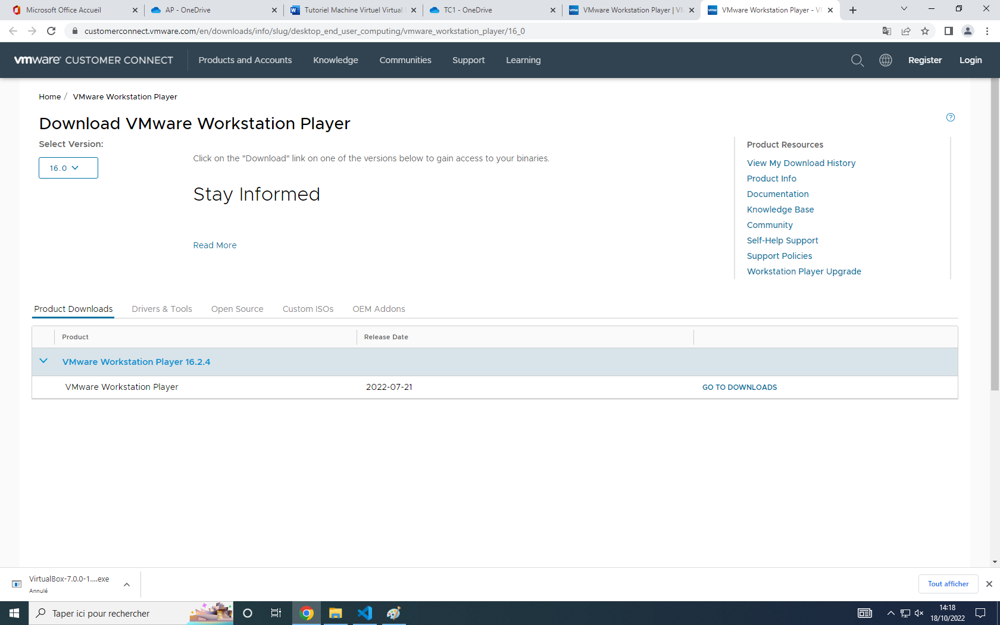 Microsoft Office Accueil
AP - OneDrive
Tutoriel Machine Virtuel Virtual
TC1 - OneDrive
VMware Workstation Player | VM
VMware Workstation Player - VM
customerconnect.vmware.com/en/downloads/info/slug/desktop_end_user_computing/vmware_workstation_player/16_0
vmware® CUSTOMER CONNECT
Products and Accounts
Knowledge
Communities
Support
Learning
Register
Login
Home / VMware Workstation Player
Download VMware Workstation Player
Select Version:
16.0
Click on the "Download" link on one of the versions below to gain access to your binaries.
Stay Informed
Read More
Product Resources
View My Download History
Product Info
Documentation
Knowledge Base
Community
Self-Help Support
Support Policies
Workstation Player Upgrade
Product Downloads
Drivers & Tools
Open Source
Custom ISOs
OEM Addons
Product
Release Date
VMware Workstation Player 16.2.4
VMware Workstation Player
2022-07-21
GO TO DOWNLOADS
VirtualBox-7.0.0-1....exe
Annulé
Tout afficher
Taper ici pour rechercher
14:18
18/10/2022